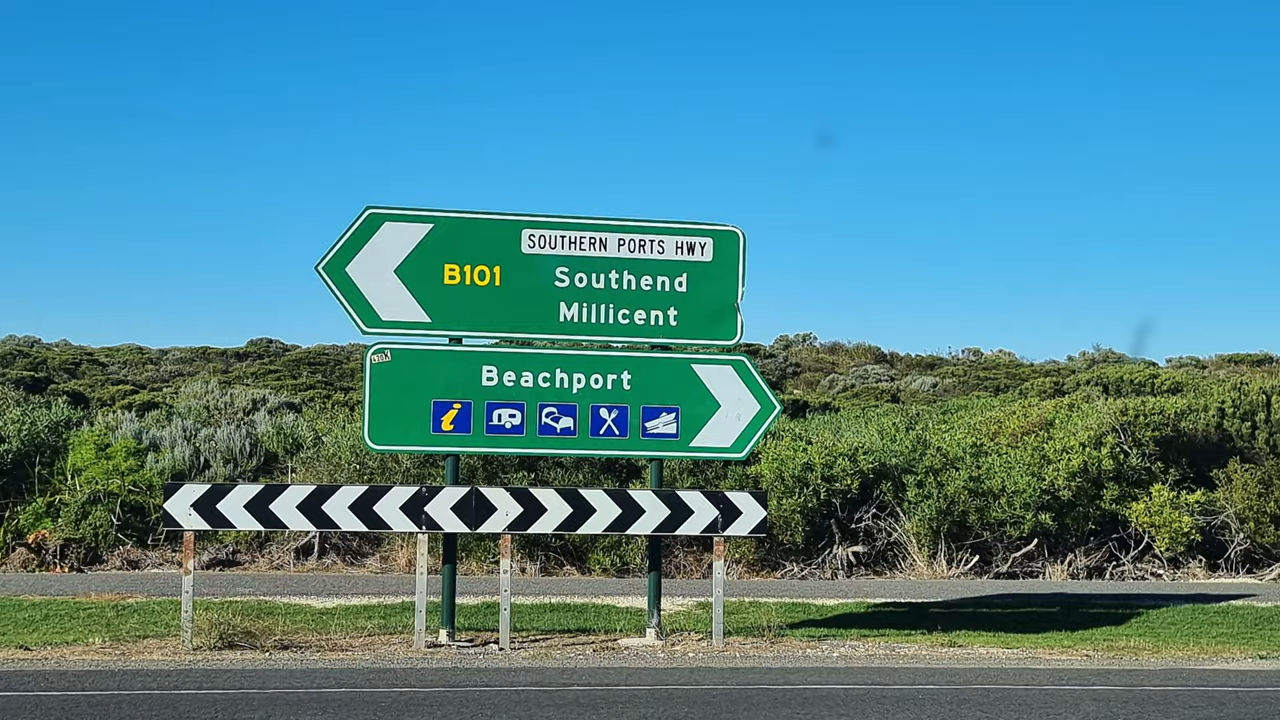 SOUTHERN PORTS HWY
B101
Southend
Millicent
Beachport
i